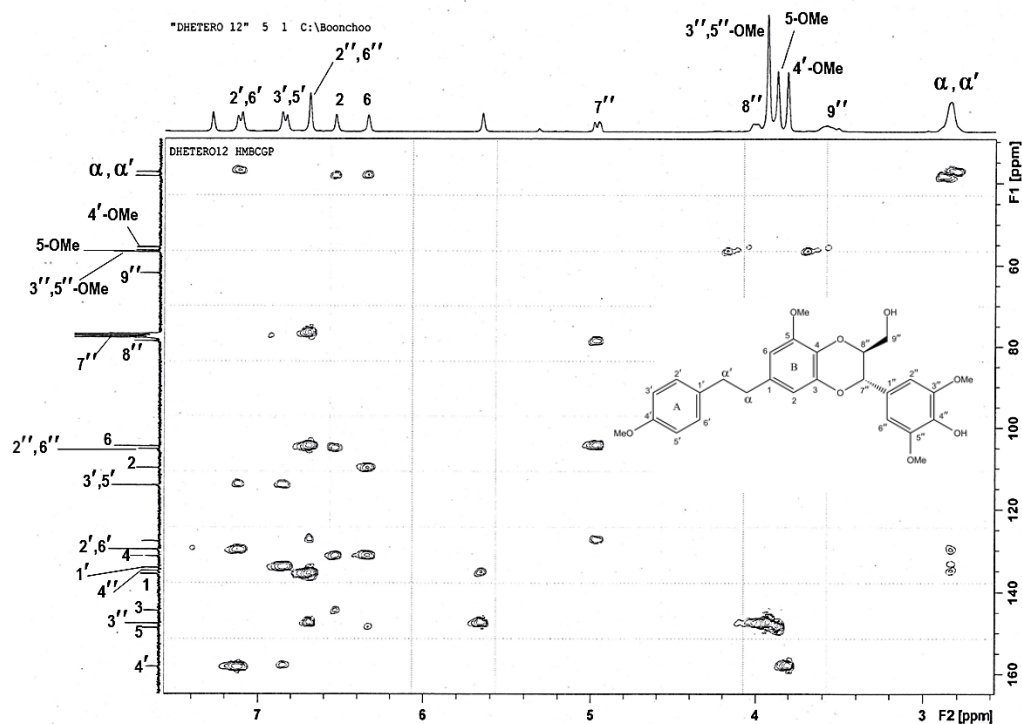 "DHETERO 12" 5 1 C:\Boonchoo
2'',6''
2',6'
3',5'
2
6
7''
3'',5''-OMe
5-OMe
4'-OMe
8''
9''
α,α'
DHETERO12 HMBCGP
α,α'
4'-OMe
5-OMe
3'',5''-OMe
9''
8''
7''
6
2'',6''
2
3',5'
2',6'
4
1'
4''
1
3
3''
5
4'
F1 [ppm]
60
80
100
120
140
160
7
6
5
4
3
F2 [ppm]
OMe
OH
5
4
O
8''
9''
6
B
α'
2'
1'
α
1
2
3
O
7''
1''
2''
3''
OMe
3'
A
4'
5'
6'
MeO
6''
5''
4''
OH
OMe